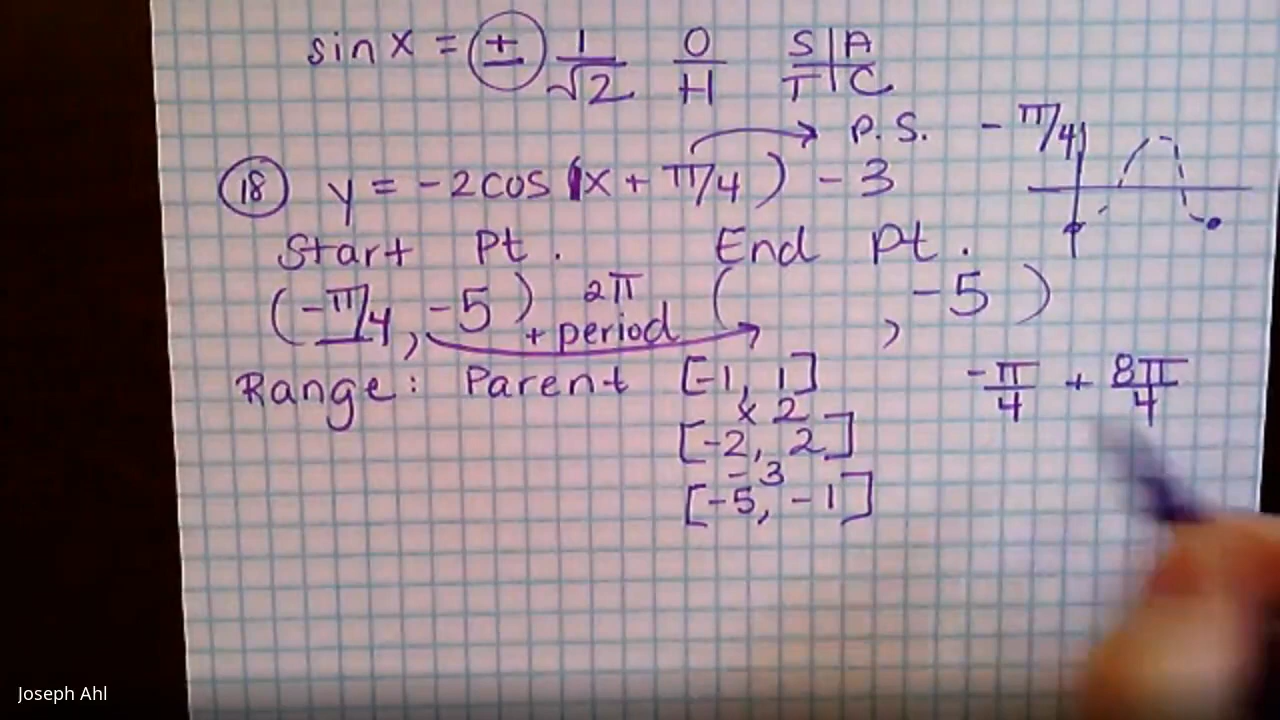 sin x = ± 1/√2 O/H S A T C
P.S. - π/4
18 y = -2cos(x + π/4) - 3
Start Pt. End Pt.
(-π/4, -5) 2π + period ( , -5)
Range: Parent [-1, 1] -π/4 + 8π/4
x 2
[-2, 2]
-3
[-5, -1]
Joseph Ahl